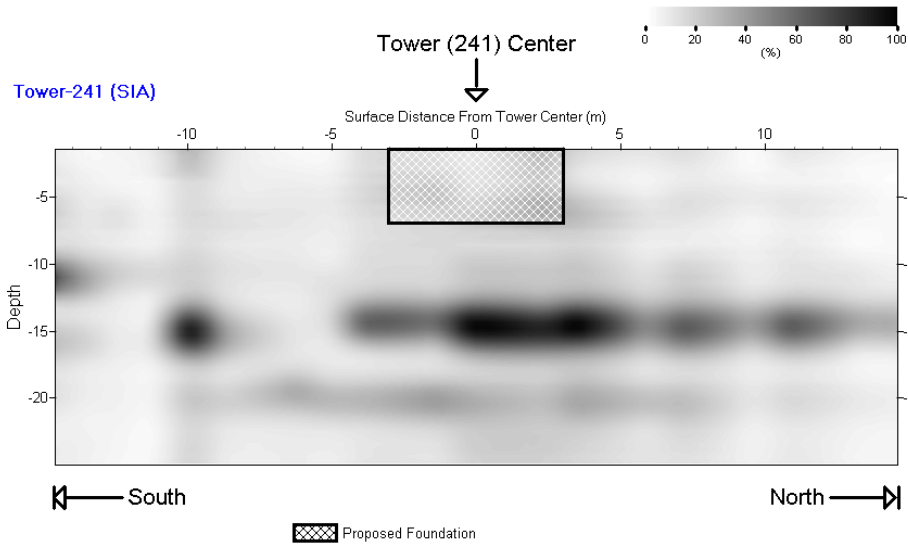 0 20 40 60 80 100
(%)
Tower (241) Center
Tower-241 (SIA)
Surface Distance From Tower Center (m)
-10 -5 0 5 10
-5
-10
Depth
-15
-20
South
North
Proposed Foundation